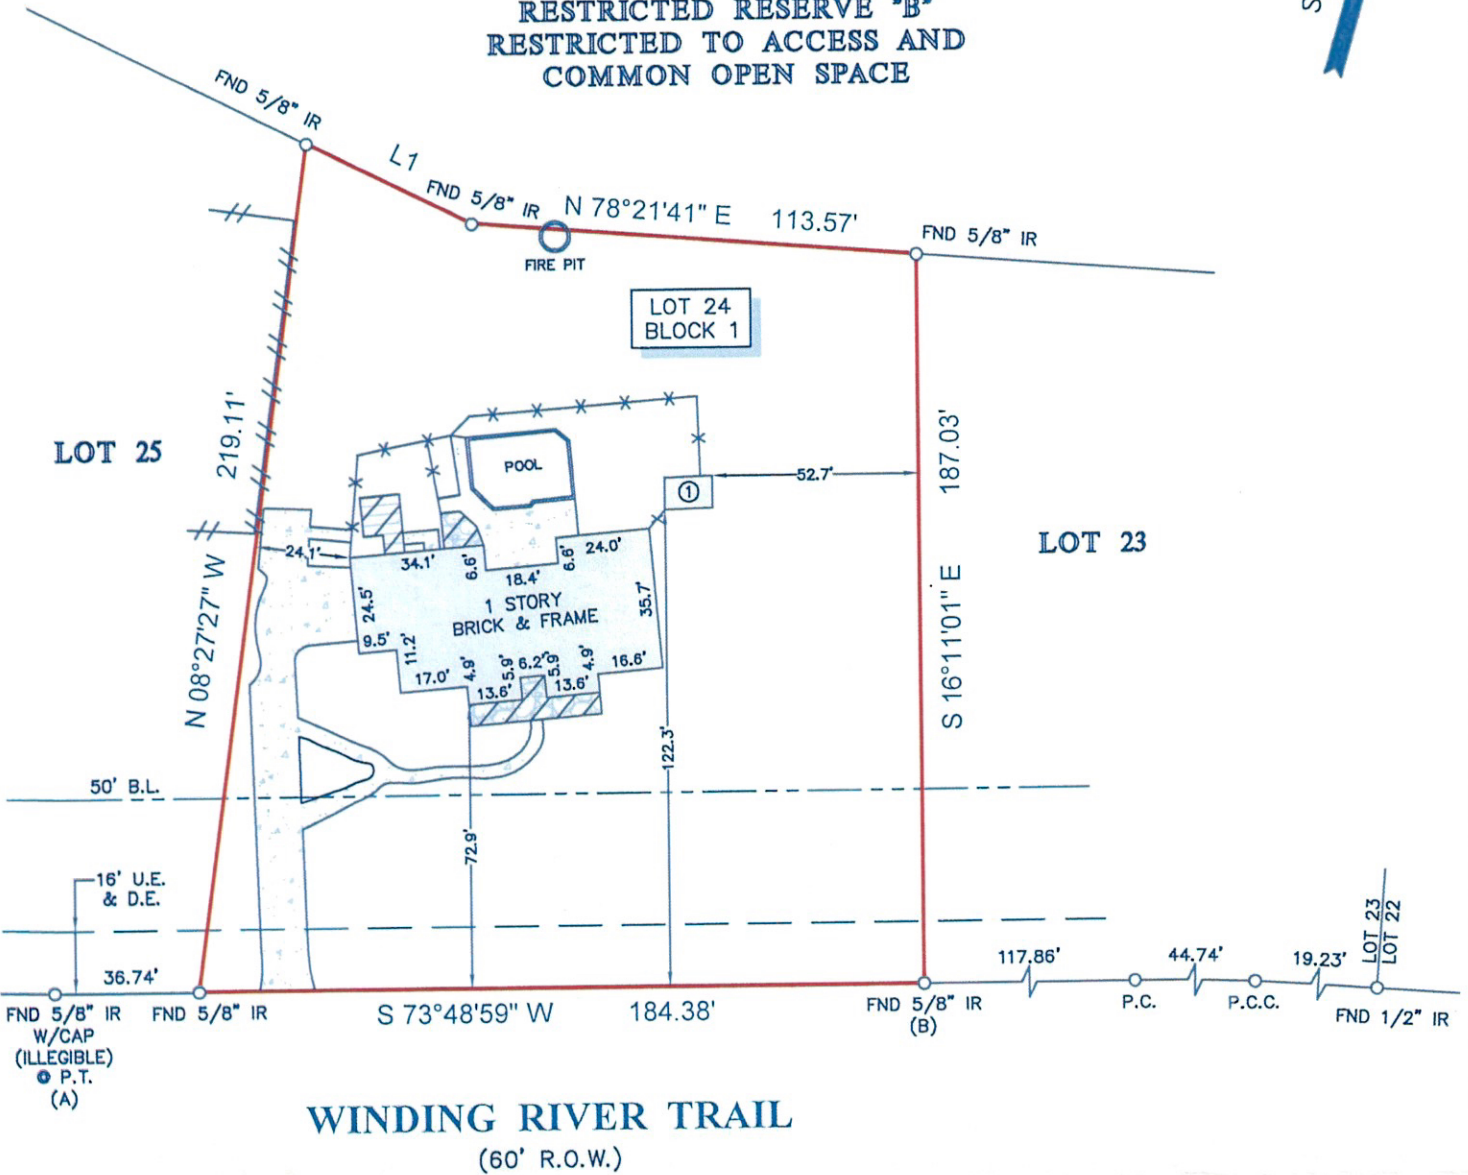 RESTRICTED RESERVE "B"
RESTRICTED TO ACCESS AND
COMMON OPEN SPACE
S
FND 5/8" IR
L1
FND 5/8" IR
N 78°21'41" E 113.57'
FND 5/8" IR
FIRE PIT
LOT 24
BLOCK 1
219.11'
LOT 25
187.03'
POOL
52.7'
1
LOT 23
24.1'
34.1'
6.6'
18.4'
6.6'
24.0'
1 STORY
BRICK & FRAME
24.5'
35.7'
9.5'
11.2'
17.0'
4.9'
13.6'
5.9'
6.2'
5.9'
13.6'
4.9'
16.6'
N 08°27'27" W
S 16°11'01" E
122.3'
50' B.L.
72.9'
16' U.E.
& D.E.
36.74'
117.86'
44.74'
19.23'
LOT 23
LOT 22
FND 5/8" IR
W/CAP
(ILLEGIBLE)
@ P.T.
(A)
FND 5/8" IR
S 73°48'59" W 184.38'
FND 5/8" IR
(B)
P.C.
P.C.C.
FND 1/2" IR
WINDING RIVER TRAIL
(60' R.O.W.)